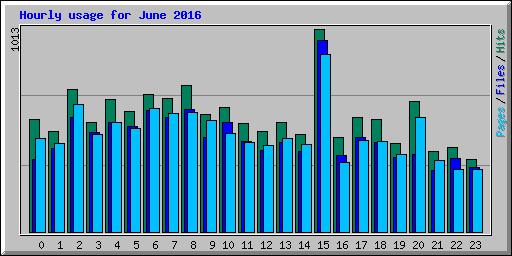 Hourly usage for June 2016
1013
Pages/Files/Hits
0 1 2 3 4 5 6 7 8 9 10 11 12 13 14 15 16 17 18 19 20 21 22 23